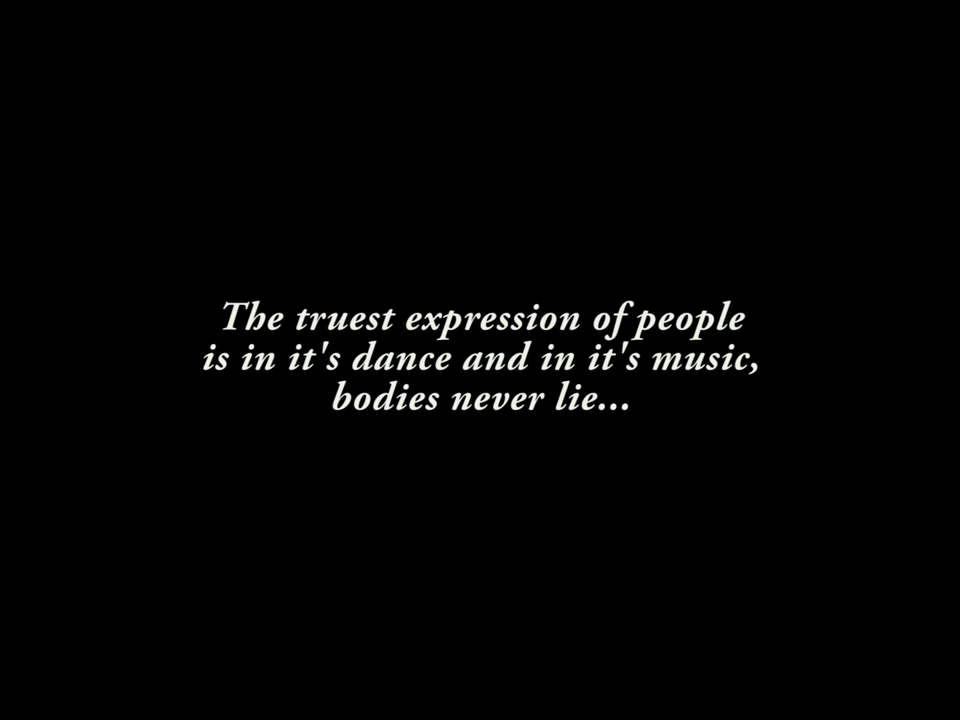 The truest expression of people
is in it's dance and in it's music,
bodies never lie...